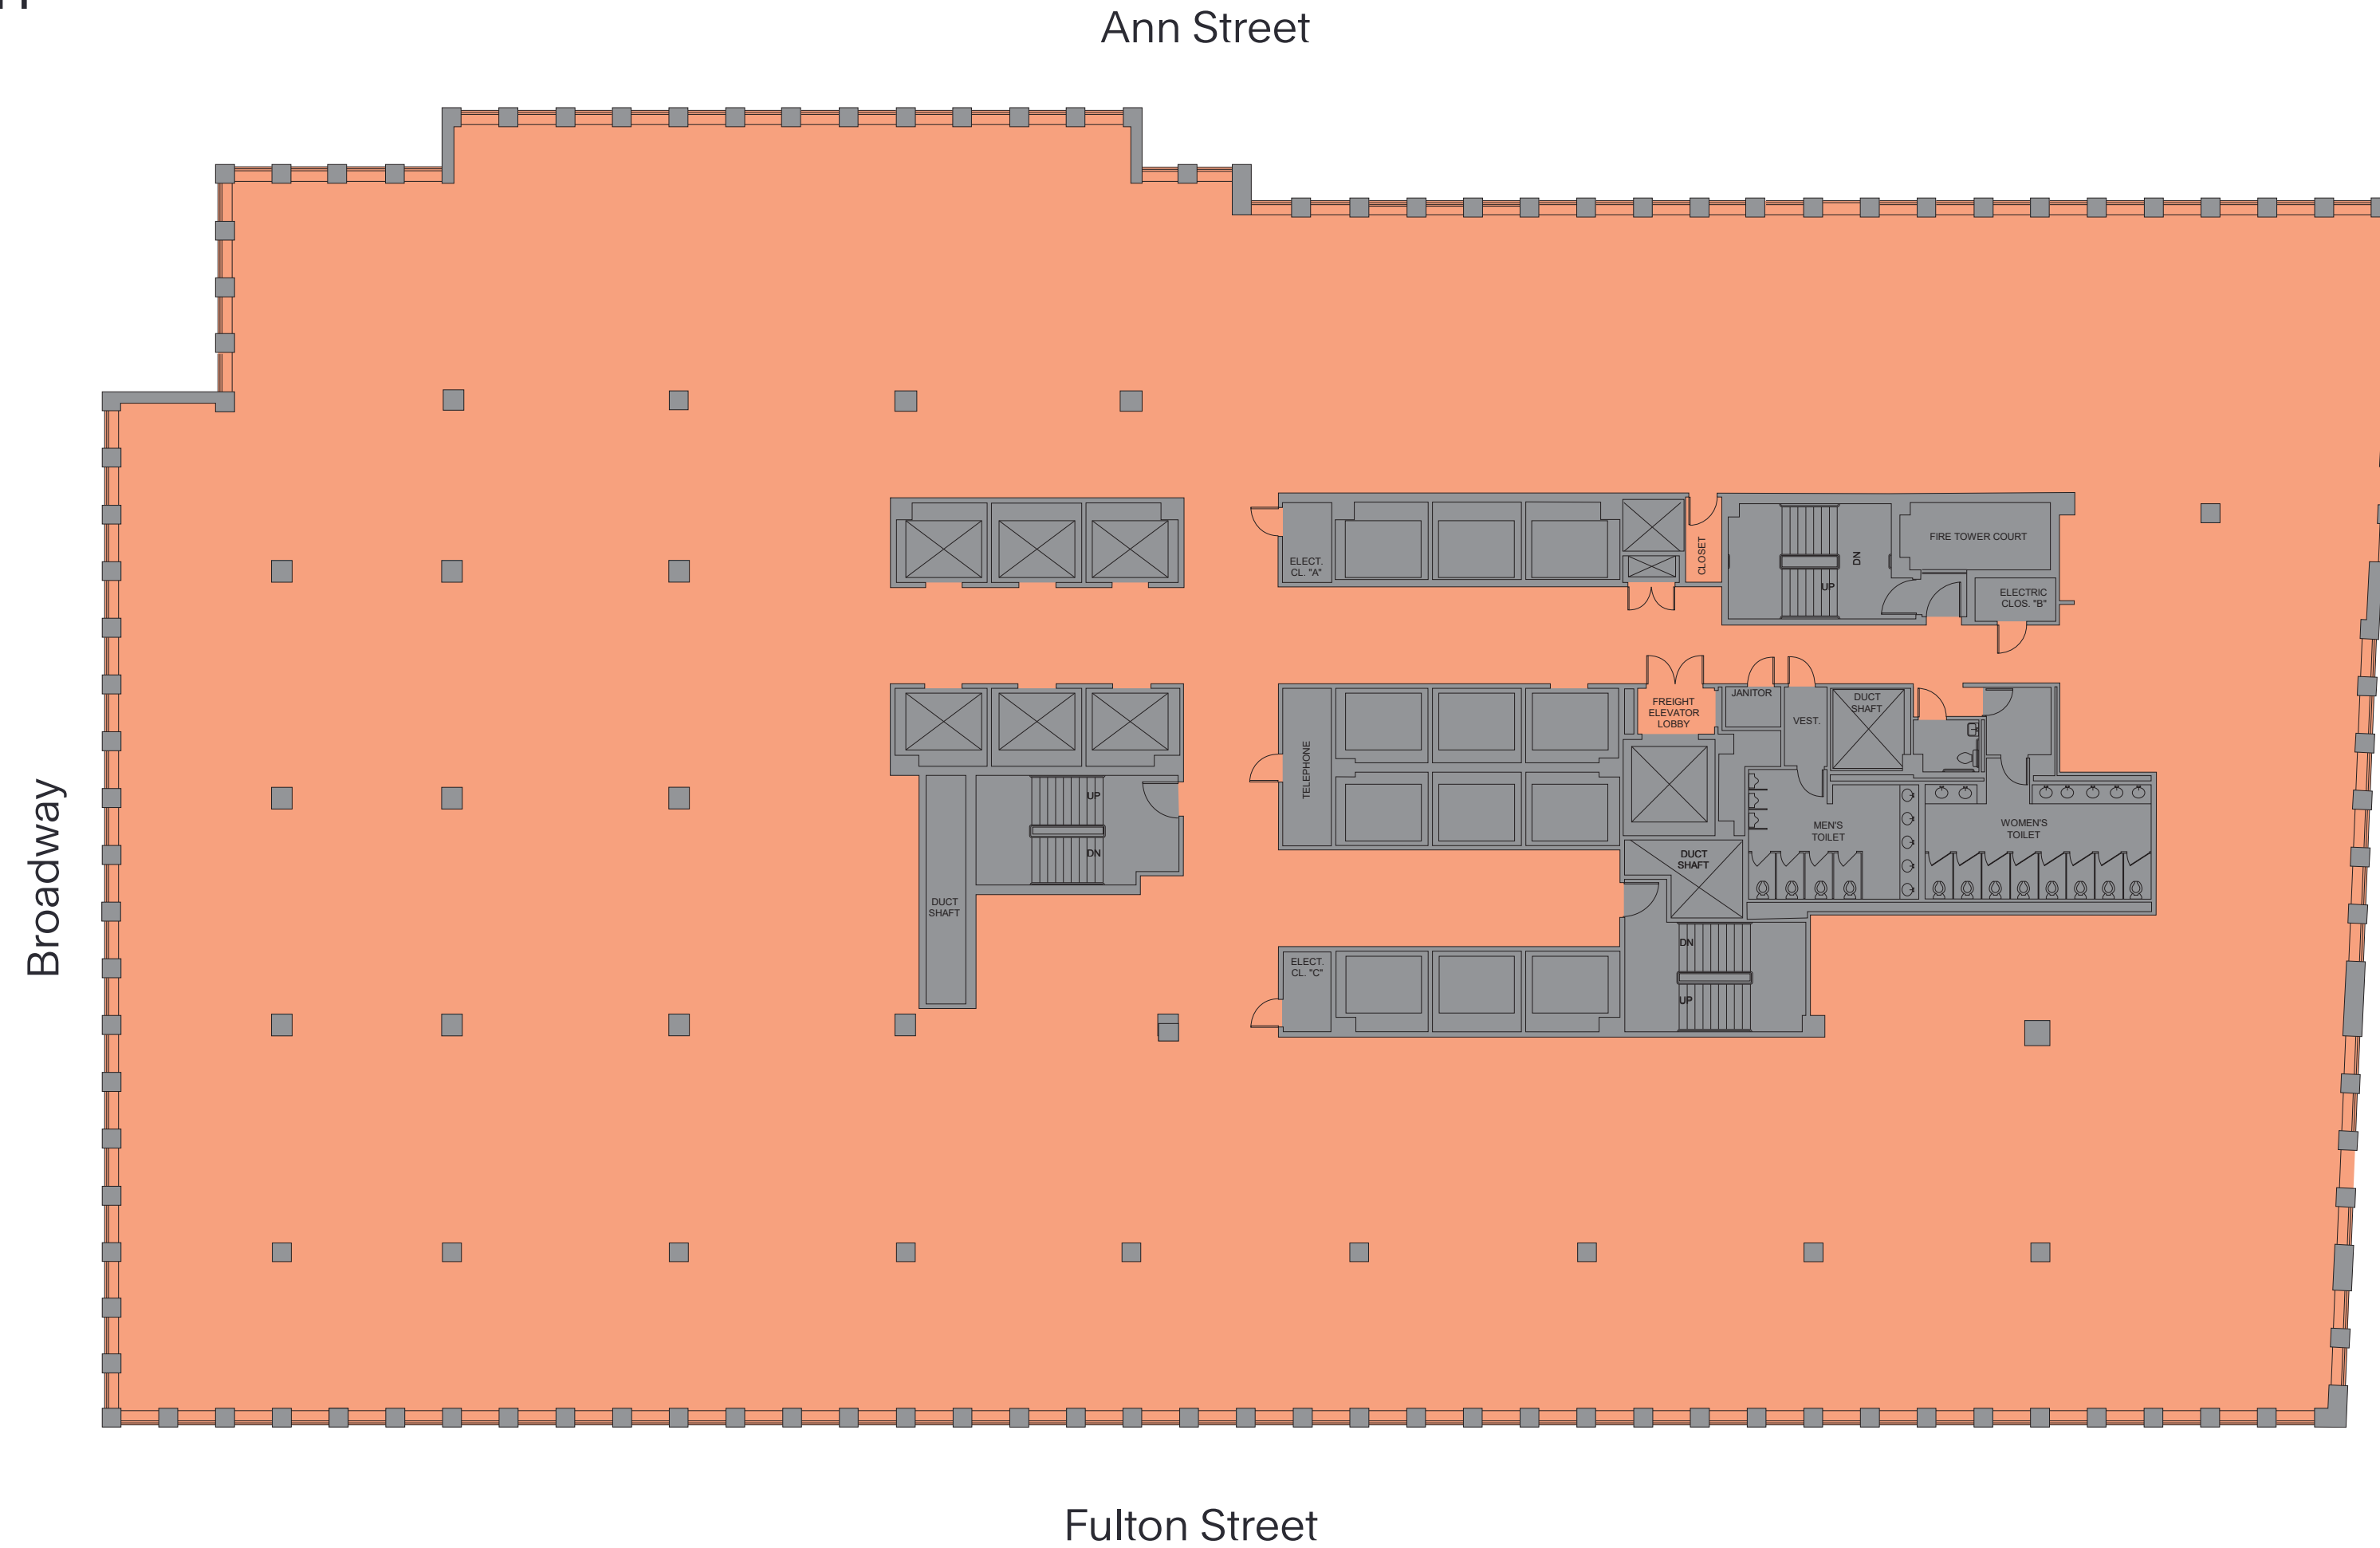 Ann Street
ELECT.
CL. "A"
CLOSET
DN
UP
FIRE TOWER COURT
ELECTRIC
CLOS. "B"
FREIGHT
ELEVATOR
LOBBY
JANITOR
VEST.
DUCT
SHAFT
TELEPHONE
UP
DN
DUCT
SHAFT
MEN'S
TOILET
WOMEN'S
TOILET
DUCT
SHAFT
DN
UP
ELECT.
CL. "C"
Broadway
Fulton Street